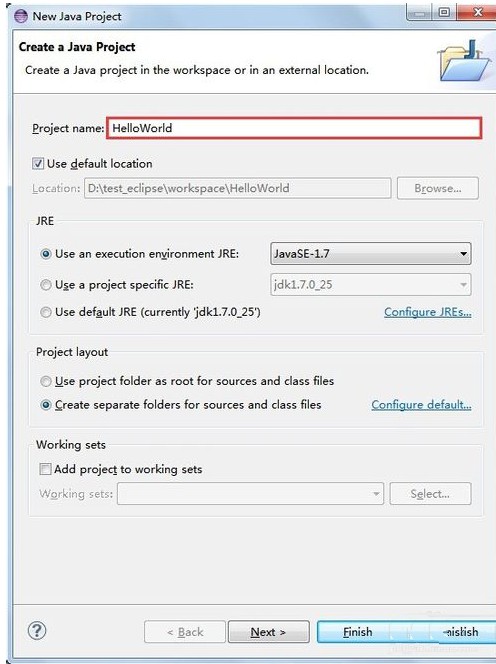 New Java Project
Create a Java Project
Create a Java project in the workspace or in an external location.
Project name: HelloWorld
Use default location
Location: D:\test_eclipse\workspace\HelloWorld Browse...
JRE
Use an execution environment JRE: JavaSE-1.7
Use a project specific JRE: jdk1.7.0_25
Use default JRE (currently 'jdk1.7.0_25') Configure JREs...
Project layout
Use project folder as root for sources and class files
Create separate folders for sources and class files Configure default...
Working sets
Add project to working sets
Working sets: Select...
< Back Next > Finish